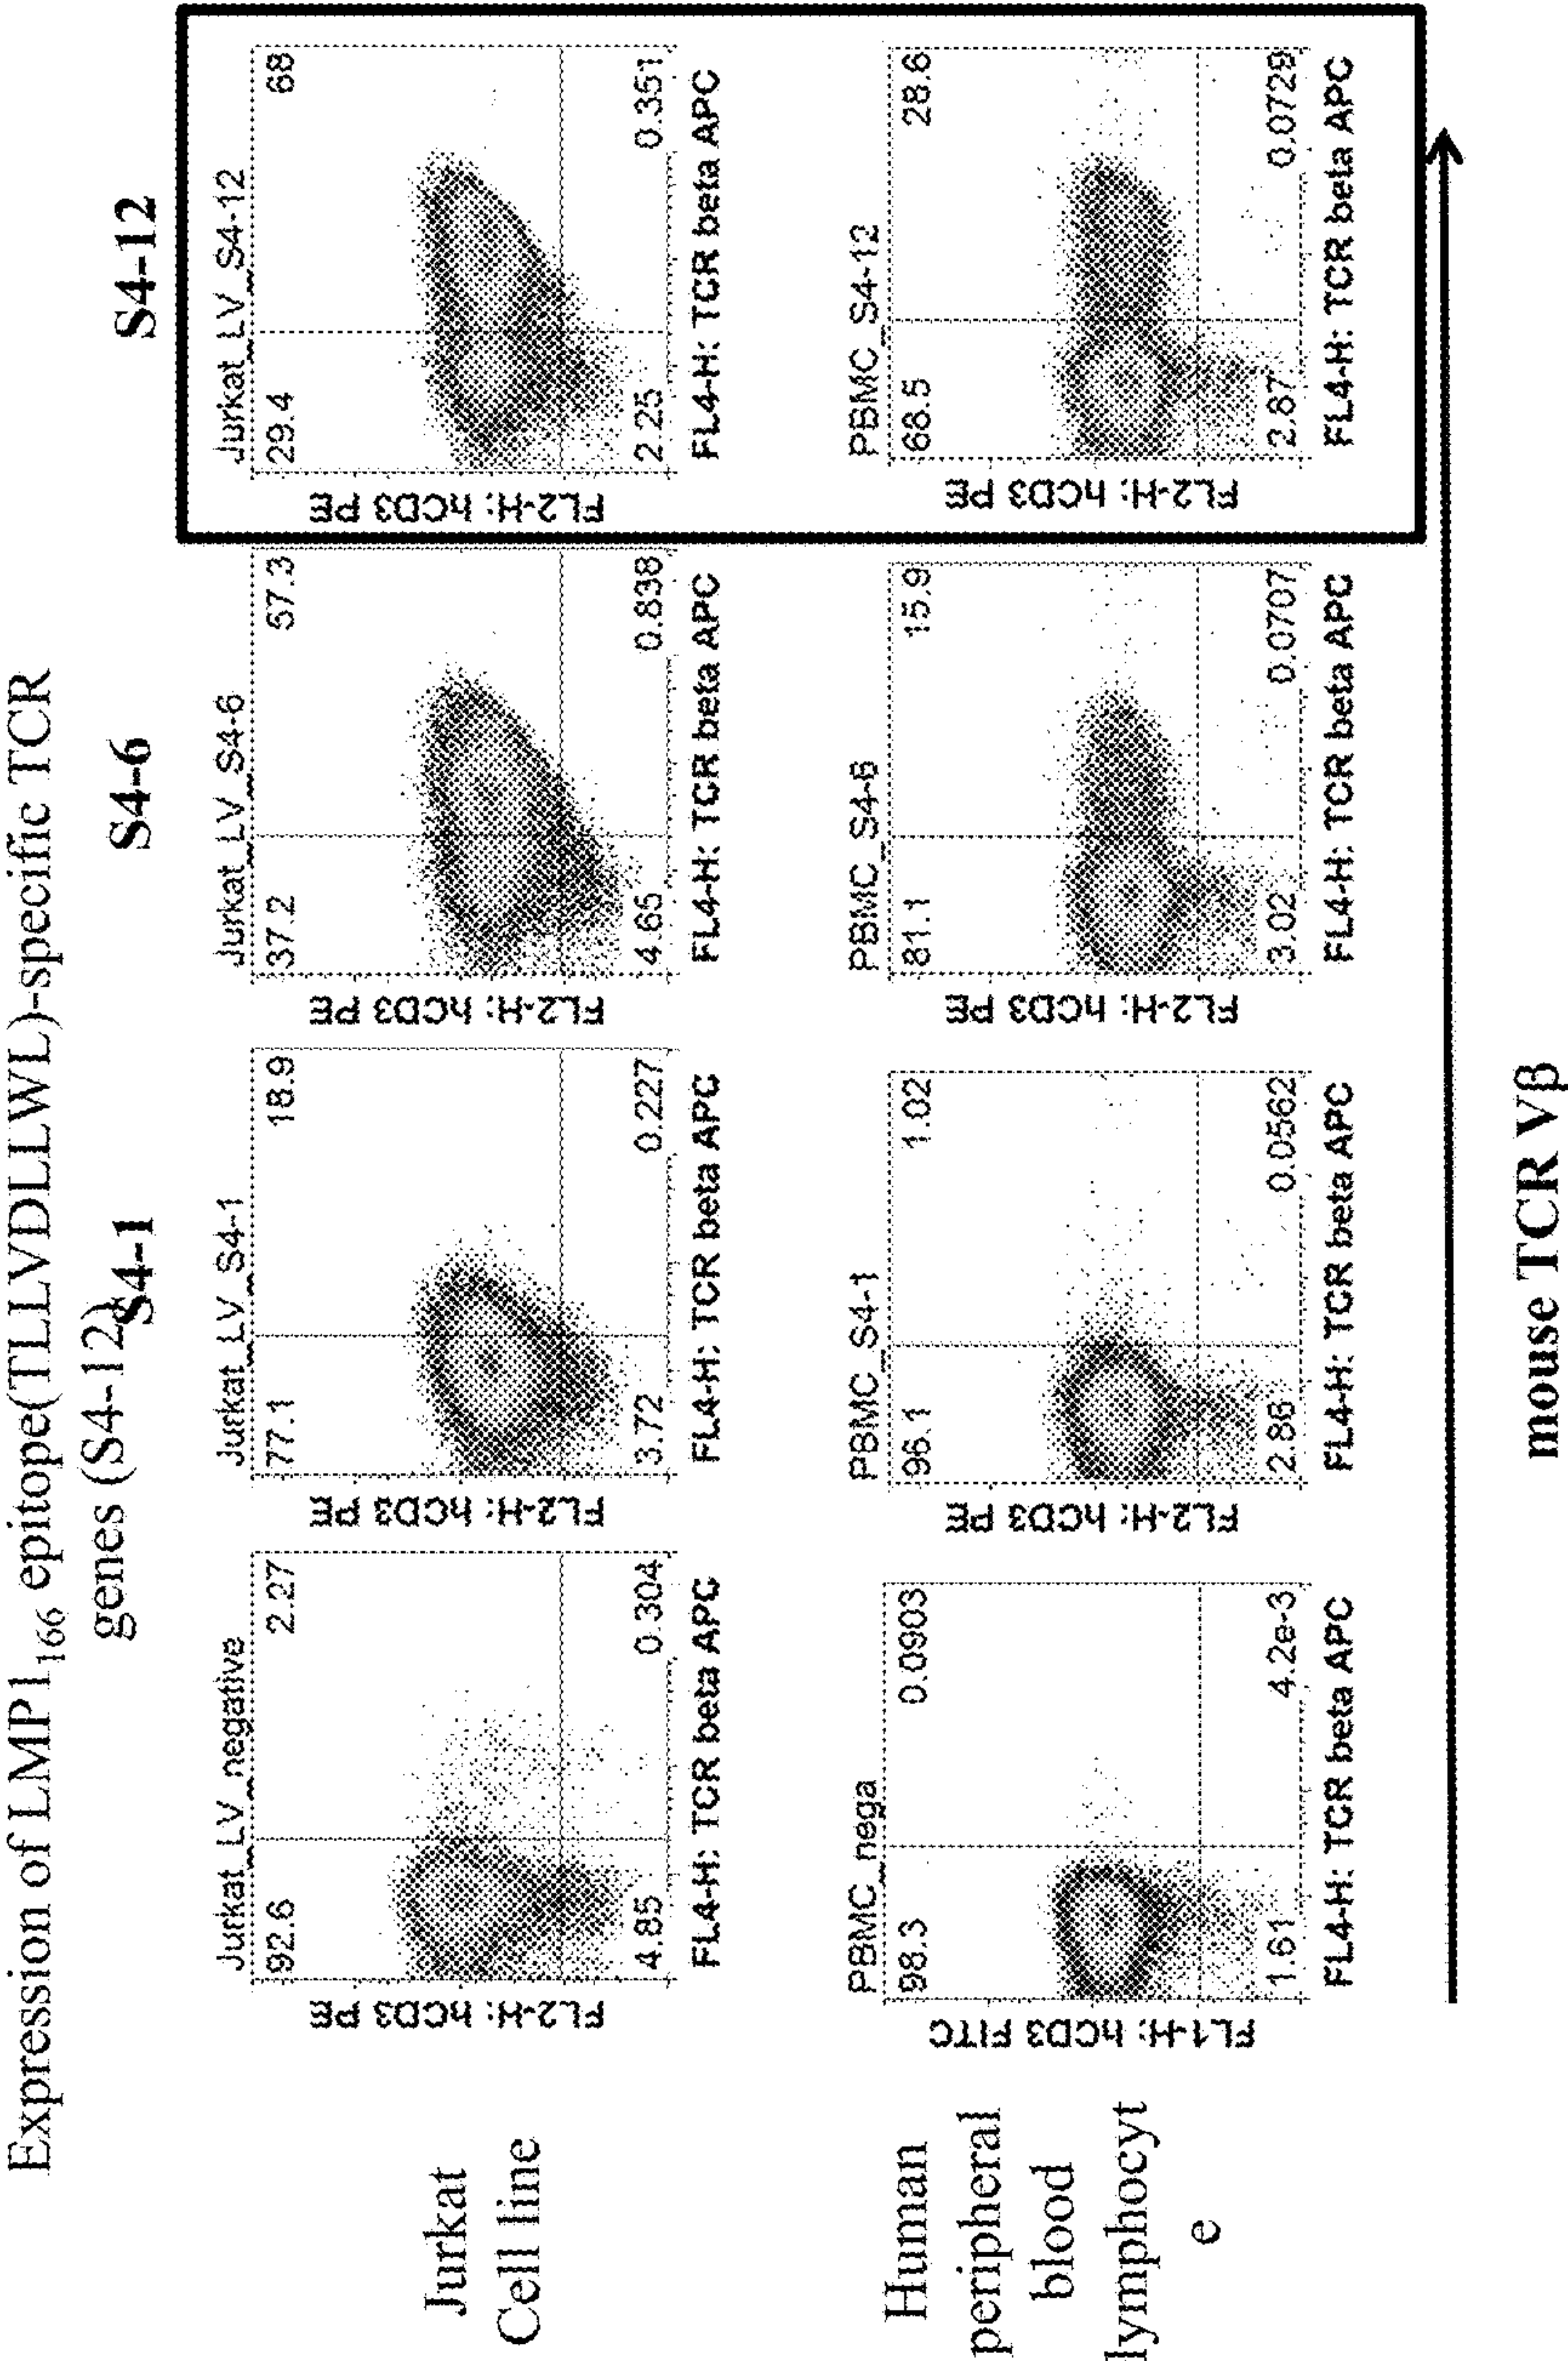 Expression of LMP1166 epitope(TLLVDLLWL)-specific TCR
genes (S4-12)
S4-1
S4-6
S4-12
Jurkat
Cell line
Jurkat_LV_negative
92.6
2.27
4.85
0.304
FL2-H: hCD3 PE
FL4-H: TCR beta APC
Jurkat_LV_S4-1
77.1
18.9
3.72
0.227
FL2-H: hCD3 PE
FL4-H: TCR beta APC
Jurkat_LV_S4-6
37.2
57.3
4.65
0.838
FL2-H: hCD3 PE
FL4-H: TCR beta APC
Jurkat_LV_S4-12
29.4
68
2.25
0.351
FL2-H: hCD3 PE
FL4-H: TCR beta APC
Human
peripheral
blood
lymphocyt
e
PBMC_nega
98.3
0.0903
1.61
4.2e-3
FL1-H: hCD3 FITC
FL4-H: TCR beta APC
PBMC_S4-1
96.1
1.02
2.86
0.0562
FL2-H: hCD3 PE
FL4-H: TCR beta APC
PBMC_S4-6
81.1
15.9
3.02
0.0707
FL2-H: hCD3 PE
FL4-H: TCR beta APC
PBMC_S4-12
68.5
28.6
2.87
0.0729
FL2-H: hCD3 PE
FL4-H: TCR beta APC
mouse TCR Vβ